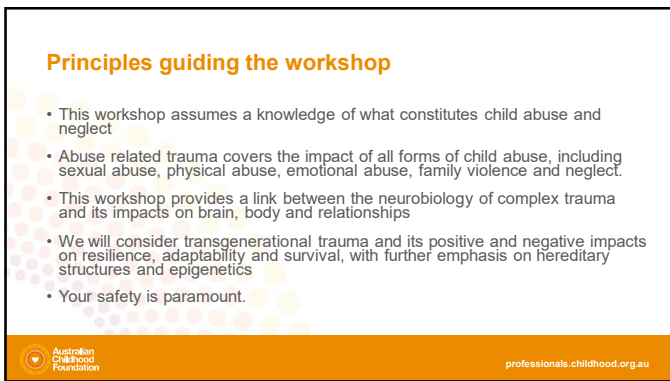 Principles guiding the workshop
• This workshop assumes a knowledge of what constitutes child abuse and
neglect
• Abuse related trauma covers the impact of all forms of child abuse, including
sexual abuse, physical abuse, emotional abuse, family violence and neglect.
• This workshop provides a link between the neurobiology of complex trauma
and its impacts on brain, body and relationships
• We will consider transgenerational trauma and its positive and negative impacts
on resilience, adaptability and survival, with further emphasis on hereditary
structures and epigenetics
• Your safety is paramount.
Australian
Childhood
Foundation
professionals.childhood.org.au